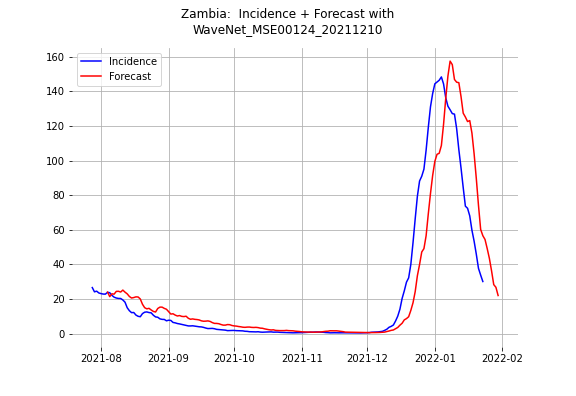 Zambia:  Incidence + Forecast with
WaveNet_MSE00124_20211210
Incidence
Forecast
160
140
120
100
80
60
40
20
0
2021-08 2021-09 2021-10 2021-11 2021-12 2022-01 2022-02